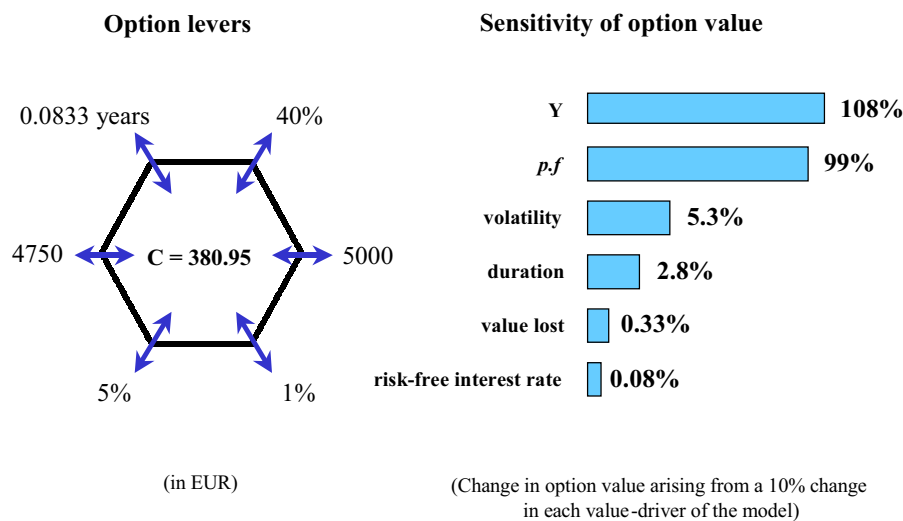 Option levers
0.0833 years
40%
4750
C = 380.95
5000
5%
1%
(in EUR)
Sensitivity of option value
Y
108%
p.f
99%
volatility
5.3%
duration
2.8%
value lost
0.33%
risk-free interest rate
0.08%
(Change in option value arising from a 10% change
in each value-driver of the model)